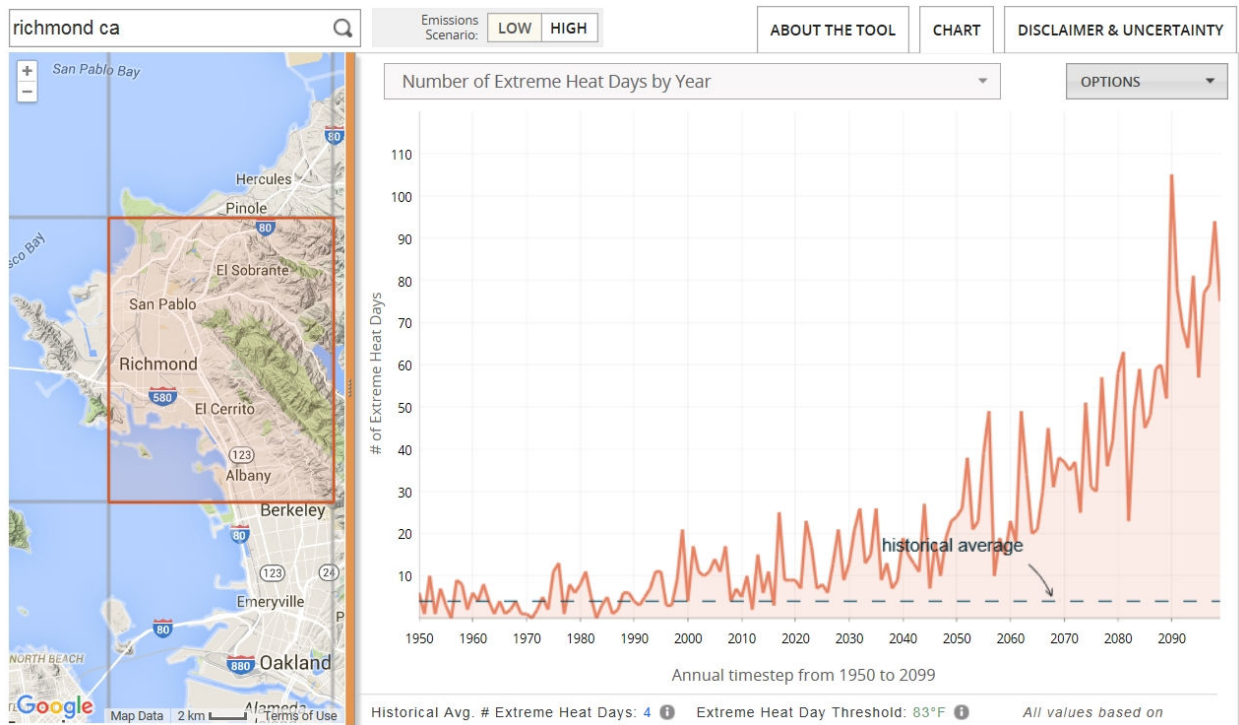 richmond ca
Emissions
Scenario:
LOW
HIGH
ABOUT THE TOOL
CHART
DISCLAIMER & UNCERTAINTY
+
−
San Pablo Bay
80
Hercules
Pinole
80
sco Bay
El Sobrante
San Pablo
Richmond
580
El Cerrito
123
Albany
Berkeley
80
123
24
Emeryville
P
80
NORTH BEACH
880
Oakland
Alameda
Google
Map Data
2 km
Terms of Use
Number of Extreme Heat Days by Year
OPTIONS
# of Extreme Heat Days
110
100
90
80
70
60
50
40
30
20
10
historical average
1950 1960 1970 1980 1990 2000 2010 2020 2030 2040 2050 2060 2070 2080 2090
Annual timestep from 1950 to 2099
Historical Avg. # Extreme Heat Days: 4
Extreme Heat Day Threshold: 83°F
All values based on